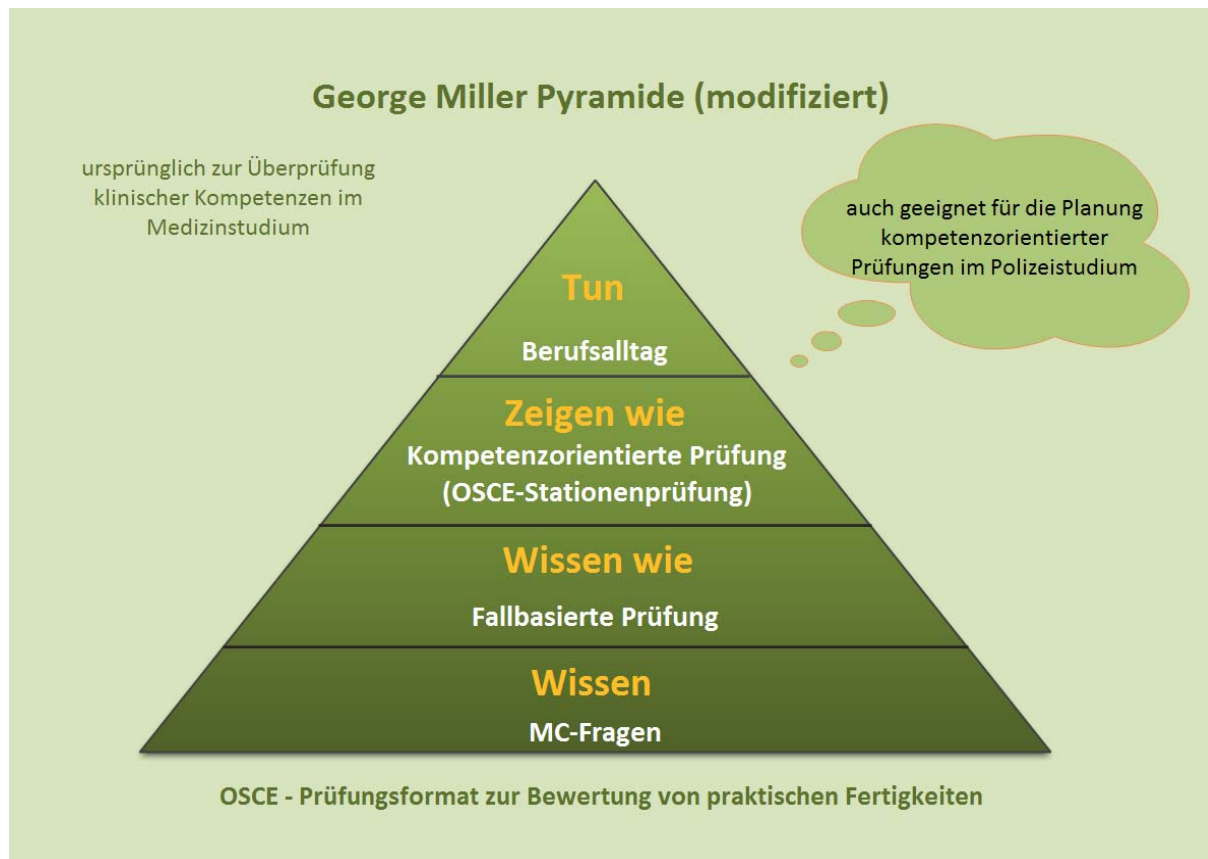 George Miller Pyramide (modifiziert)
ursprünglich zur Überprüfung
klinischer Kompetenzen im
Medizinstudium
auch geeignet für die Planung
kompetenzorientierter
Prüfungen im Polizeistudium
Tun
Berufsalltag
Zeigen wie
Kompetenzorientierte Prüfung
(OSCE-Stationenprüfung)
Wissen wie
Fallbasierte Prüfung
Wissen
MC-Fragen
OSCE - Prüfungsformat zur Bewertung von praktischen Fertigkeiten